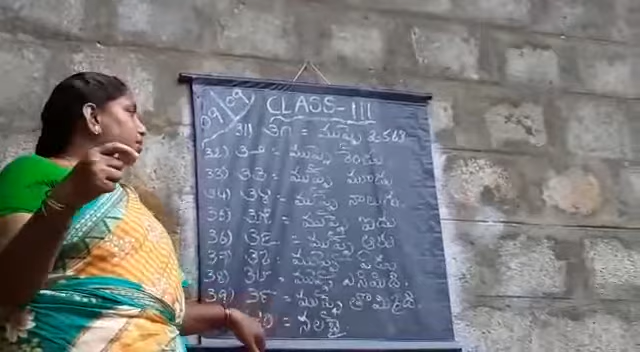 09/09
CLASS - III
31) ౩౧ = ముప్పై ఒకటి
32) ౩౨ = ముప్పై రెండు
33) ౩౩ = ముప్పై మూడు
34) ౩౪ = ముప్పై నాలుగు.
35) ౩౫ = ముప్పై ఐదు
36) ౩౬ = ముప్పై ఆరు
37) ౩౭ = ముప్పై ఏడు
38) ౩౮ = ముప్పై ఎనిమిది.
39) ౩౯ = ముప్పై తొమ్మిది.
= నలభై